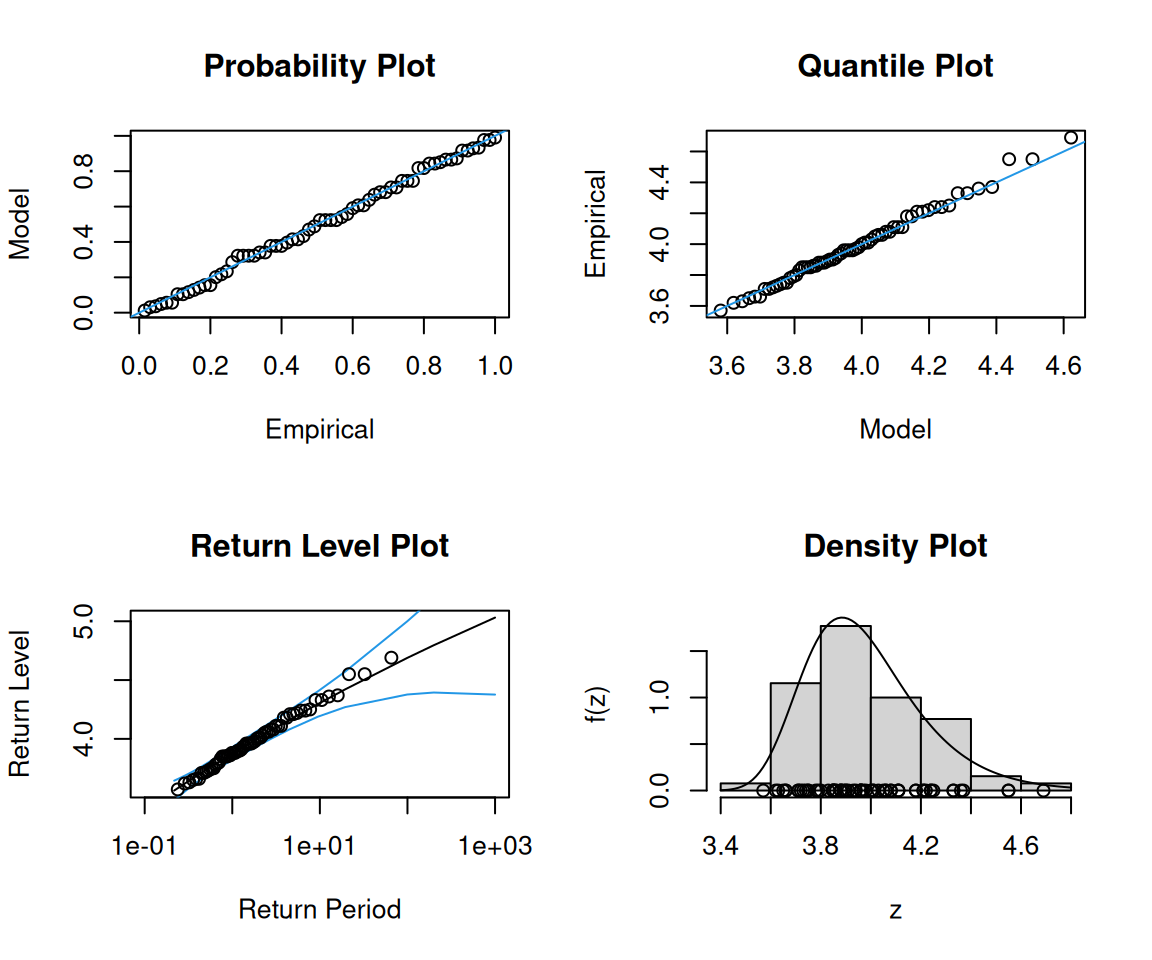 Probability Plot
Model
0.0 0.4 0.8
0.0 0.2 0.4 0.6 0.8 1.0
Empirical
Quantile Plot
Empirical
3.6 4.0 4.4
3.6 3.8 4.0 4.2 4.4 4.6
Model
Return Level Plot
Return Level
4.0 5.0
1e-01 1e+01 1e+03
Return Period
Density Plot
f(z)
0.0 1.0
3.4 3.8 4.2 4.6
z